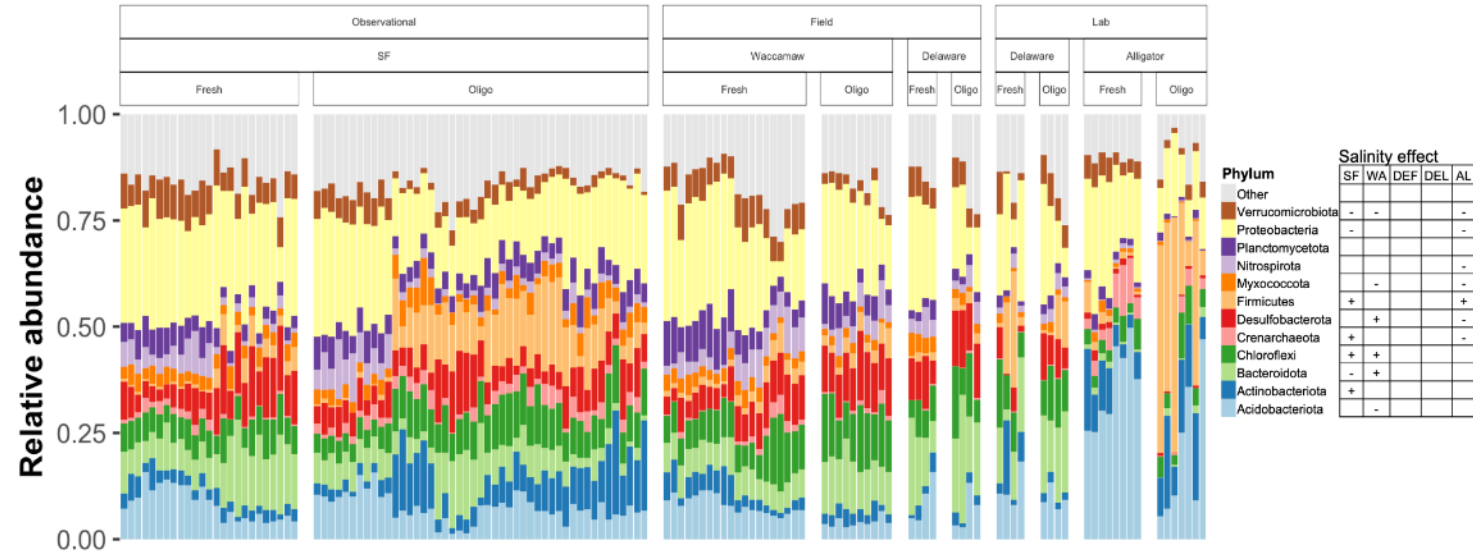 Observational Field Lab
SF Waccamaw Delaware Delaware Alligator
Fresh Oligo Fresh Oligo Fresh Oligo Fresh Oligo Fresh Oligo
1.00
0.75
0.50
0.25
0.00
Relative abundance
Phylum
Other
Verrucomicrobiota
Proteobacteria
Planctomycetota
Nitrospirota
Myxococcota
Firmicutes
Desulfobacterota
Crenarchaeota
Chloroflexi
Bacteroidota
Actinobacteriota
Acidobacteriota
Salinity effect
SF WA DEF DEL AL
- - -
- -
-
- -
+ +
+ -
+ -
+ +
- +
+
-